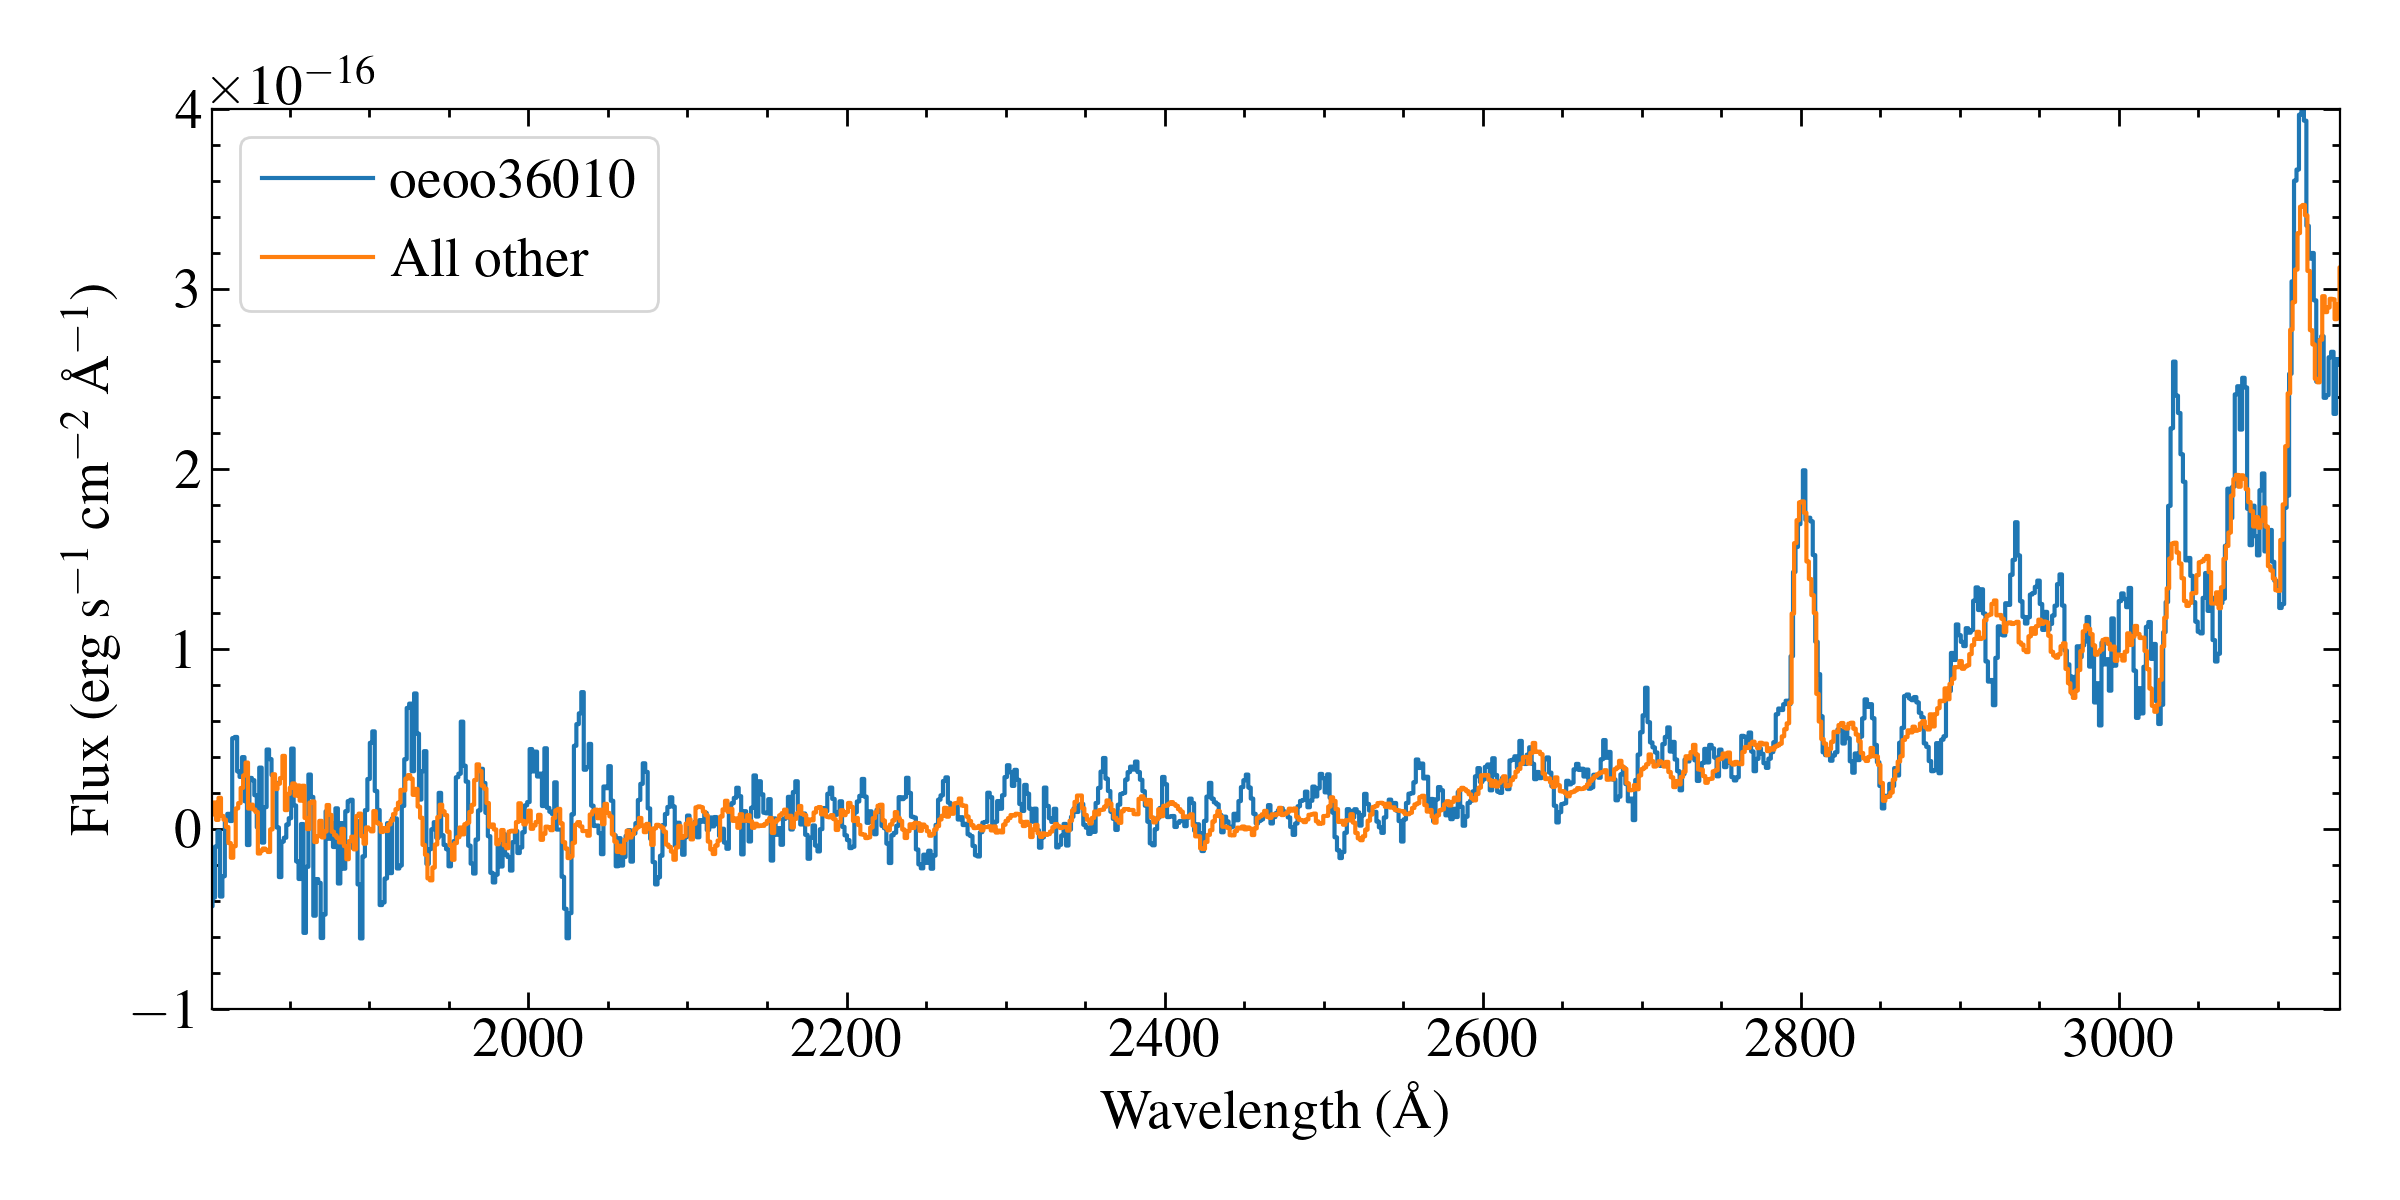 ×10⁻¹⁶
4
3
2
1
0
−1
Flux (erg s⁻¹ cm⁻² Å⁻¹)
oeoo36010
All other
2000 2200 2400 2600 2800 3000
Wavelength (Å)